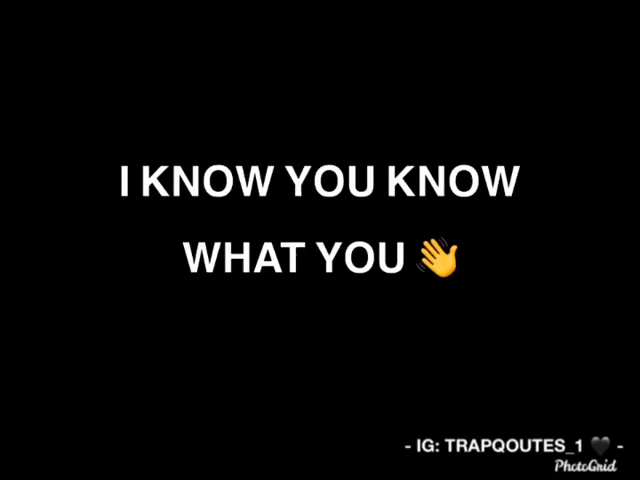 I KNOW YOU KNOW
WHAT YOU 👋
- IG: TRAPQOUTES_1 🖤 -
PhotoGrid